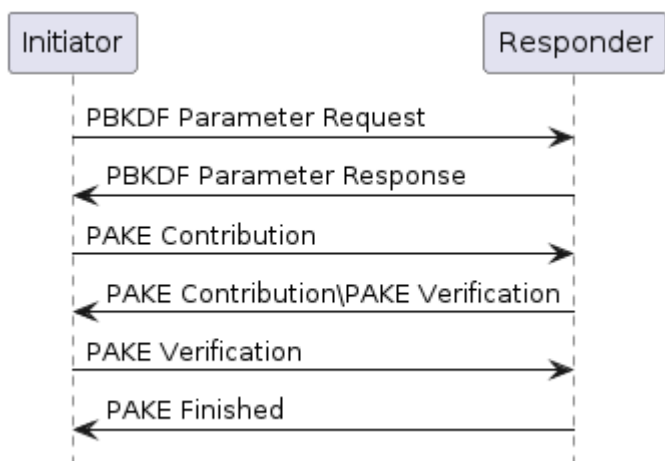 Initiator
Responder
PBKDF Parameter Request
PBKDF Parameter Response
PAKE Contribution
PAKE Contribution\PAKE Verification
PAKE Verification
PAKE Finished